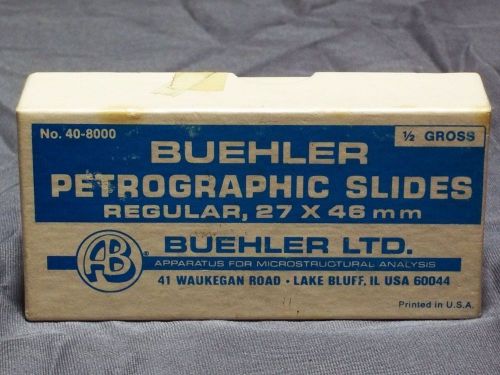 No. 40-8000
½ GROSS
BUEHLER
PETROGRAPHIC SLIDES
REGULAR, 27 X 46 mm
AB ®
BUEHLER LTD.
APPARATUS FOR MICROSTRUCTURAL ANALYSIS
41 WAUKEGAN ROAD • LAKE BLUFF, IL USA 60044
Printed in U.S.A.